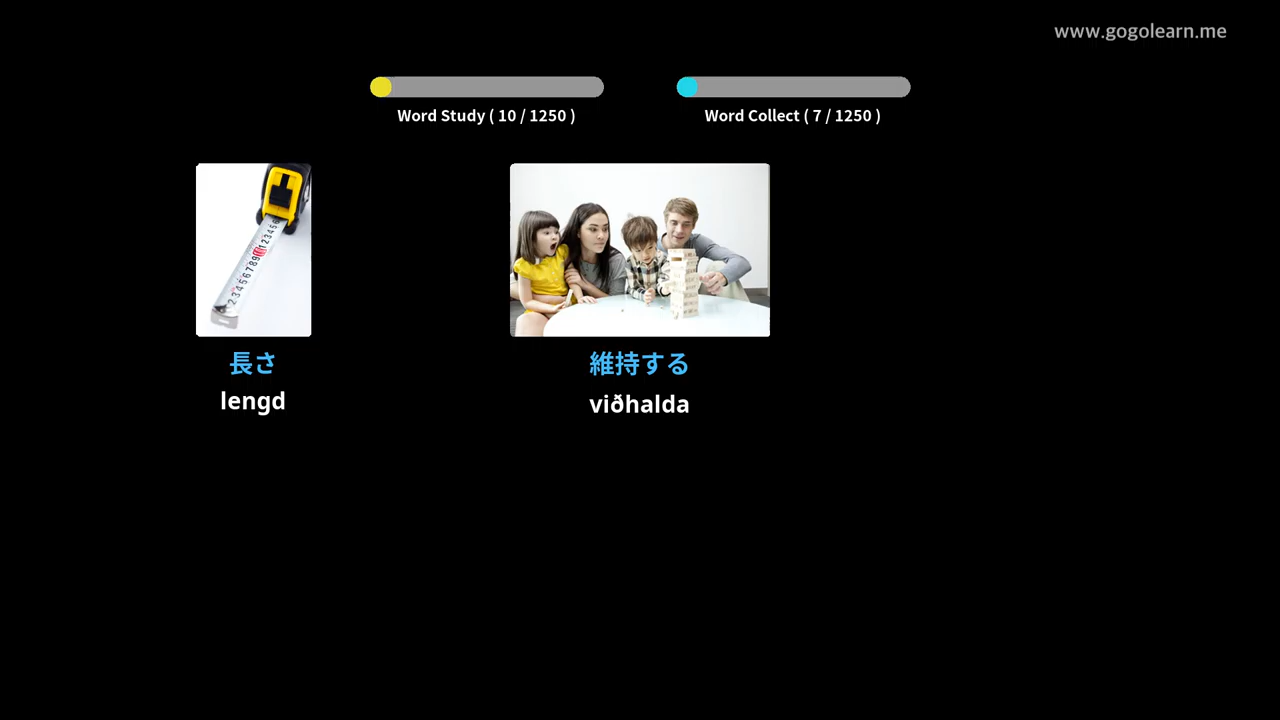 www.gogolearn.me
Word Study ( 10 / 1250 )
Word Collect ( 7 / 1250 )
長さ
lengd
維持する
viðhalda